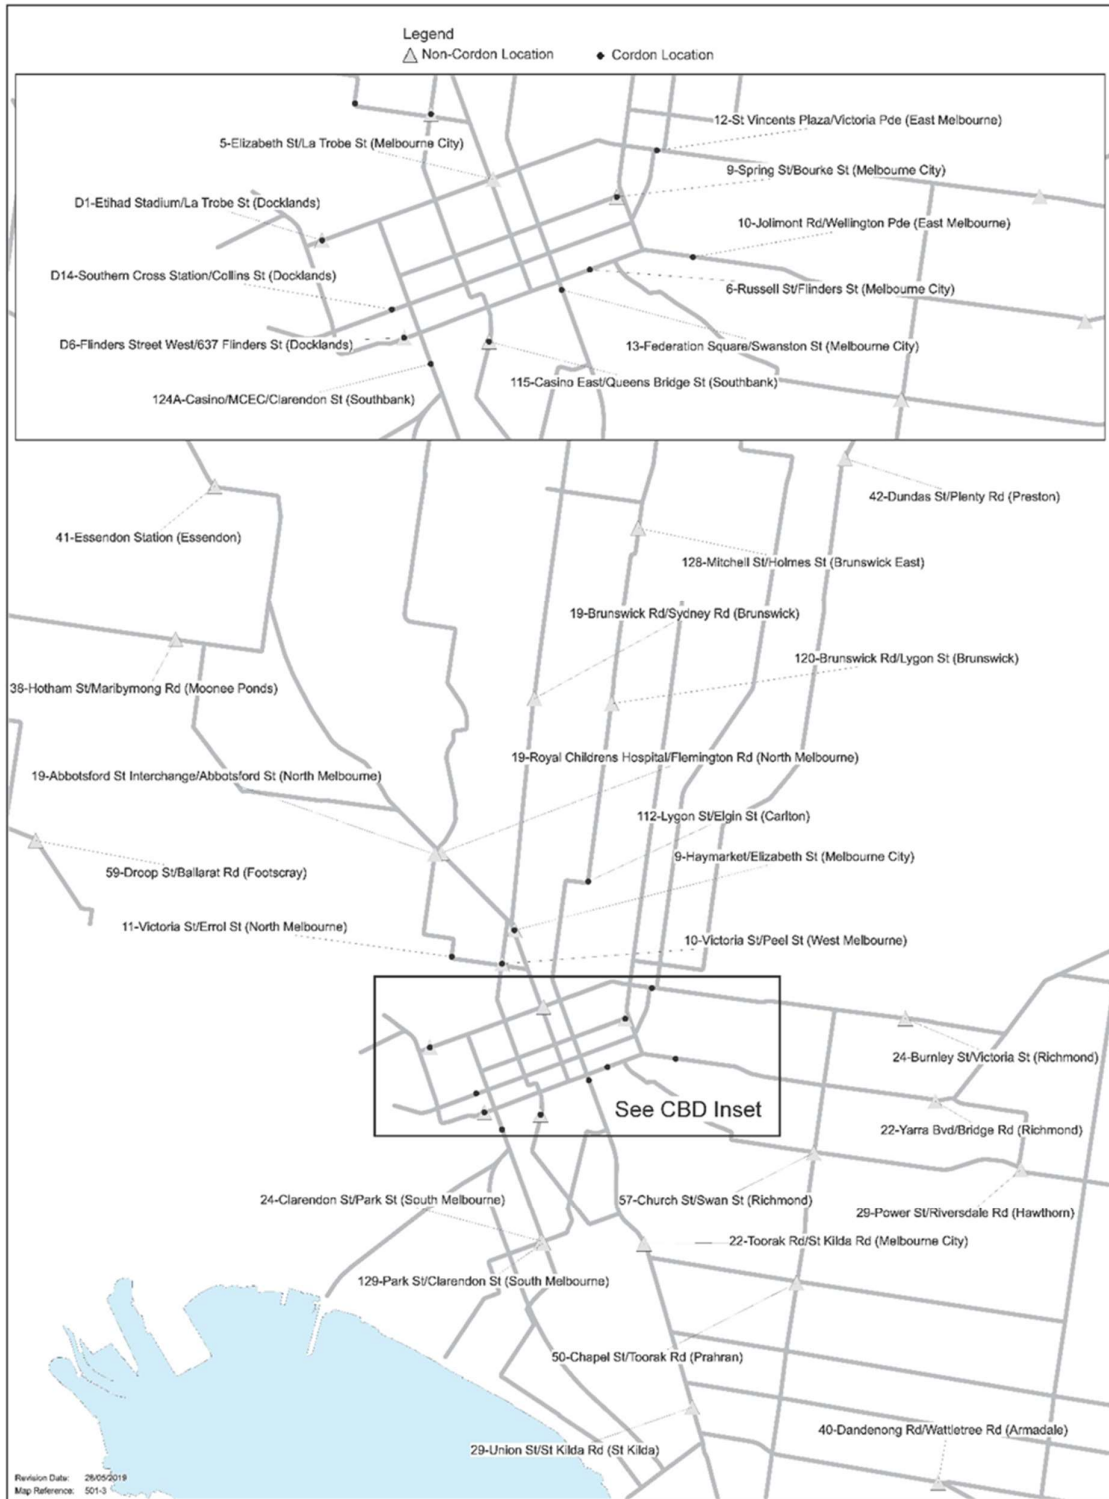 Legend
Non-Cordon Location
Cordon Location
12-St Vincents Plaza/Victoria Pde (East Melbourne)
5-Elizabeth St/La Trobe St (Melbourne City)
9-Spring St/Bourke St (Melbourne City)
D1-Etihad Stadium/La Trobe St (Docklands)
10-Jolimont Rd/Wellington Pde (East Melbourne)
D14-Southern Cross Station/Collins St (Docklands)
6-Russell St/Flinders St (Melbourne City)
D6-Flinders Street West/637 Flinders St (Docklands)
13-Federation Square/Swanston St (Melbourne City)
115-Casino East/Queens Bridge St (Southbank)
124A-Casino/MCEC/Clarendon St (Southbank)
42-Dundas St/Plenty Rd (Preston)
41-Essendon Station (Essendon)
128-Mitchell St/Holmes St (Brunswick East)
19-Brunswick Rd/Sydney Rd (Brunswick)
120-Brunswick Rd/Lygon St (Brunswick)
38-Hotham St/Maribyrnong Rd (Moonee Ponds)
19-Royal Childrens Hospital/Flemington Rd (North Melbourne)
19-Abbotsford St Interchange/Abbotsford St (North Melbourne)
112-Lygon St/Elgin St (Carlton)
9-Haymarket/Elizabeth St (Melbourne City)
59-Droop St/Ballarat Rd (Footscray)
11-Victoria St/Errol St (North Melbourne)
10-Victoria St/Peel St (West Melbourne)
24-Burnley St/Victoria St (Richmond)
See CBD Inset
22-Yarra Bvd/Bridge Rd (Richmond)
24-Clarendon St/Park St (South Melbourne)
57-Church St/Swan St (Richmond)
29-Power St/Riversdale Rd (Hawthorn)
22-Toorak Rd/St Kilda Rd (Melbourne City)
129-Park St/Clarendon St (South Melbourne)
50-Chapel St/Toorak Rd (Prahran)
40-Dandenong Rd/Wattletree Rd (Armadale)
29-Union St/St Kilda Rd (St Kilda)
Revision Date: 28/05/2019
Map Reference: 501-3